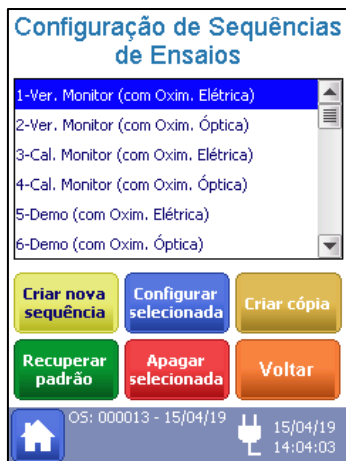 Configuração de Sequências
de Ensaios
1-Ver. Monitor (com Oxim. Elétrica)
2-Ver. Monitor (com Oxim. Óptica)
3-Cal. Monitor (com Oxim. Elétrica)
4-Cal. Monitor (com Oxim. Óptica)
5-Demo (com Oxim. Elétrica)
6-Demo (com Oxim. Óptica)
Criar nova
sequência
Configurar
selecionada
Criar cópia
Recuperar
padrão
Apagar
selecionada
Voltar
OS: 000013 - 15/04/19
15/04/19
14:04:03